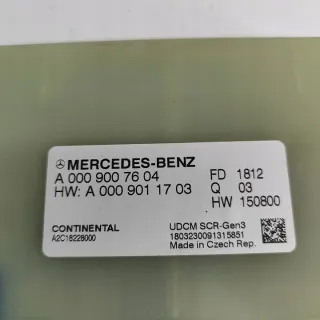 MERCEDES-BENZ
A 000 900 76 04 FD 1812
HW: A 000 901 17 03 Q 03
HW 150800
CONTINENTAL UDCM SCR-Gen3
A2C16228000 1803230091315851
Made in Czech Rep.